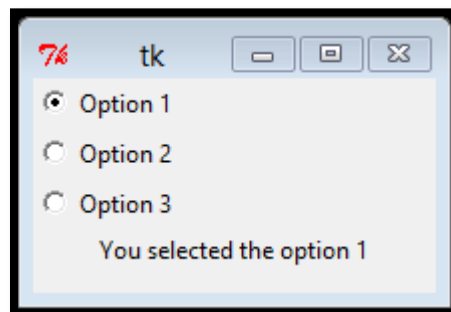 tk
Option 1
Option 2
Option 3
You selected the option 1